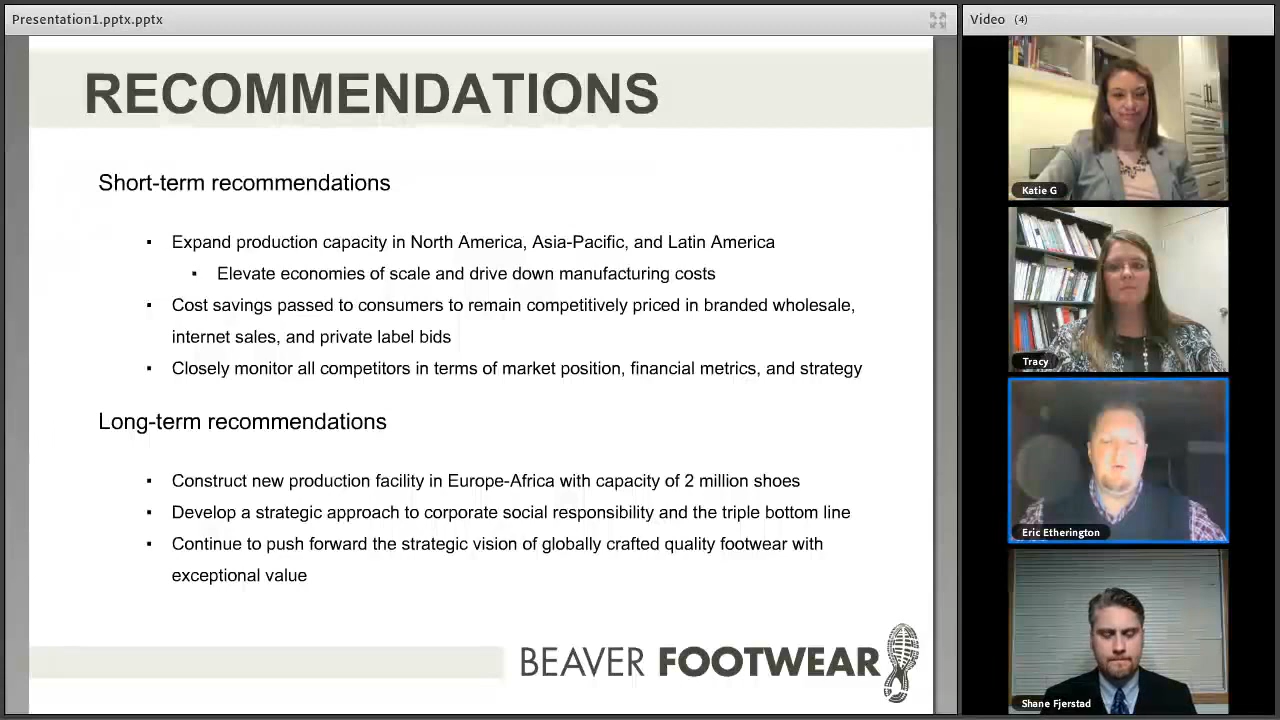 Presentation1.pptx.pptx
Video (4)
RECOMMENDATIONS
Short-term recommendations
▪ Expand production capacity in North America, Asia-Pacific, and Latin America
▪ Elevate economies of scale and drive down manufacturing costs
▪ Cost savings passed to consumers to remain competitively priced in branded wholesale,
internet sales, and private label bids
▪ Closely monitor all competitors in terms of market position, financial metrics, and strategy
Long-term recommendations
▪ Construct new production facility in Europe-Africa with capacity of 2 million shoes
▪ Develop a strategic approach to corporate social responsibility and the triple bottom line
▪ Continue to push forward the strategic vision of globally crafted quality footwear with
exceptional value
BEAVER FOOTWEAR
Katie G
Tracy
Eric Etherington
Shane Fjerstad